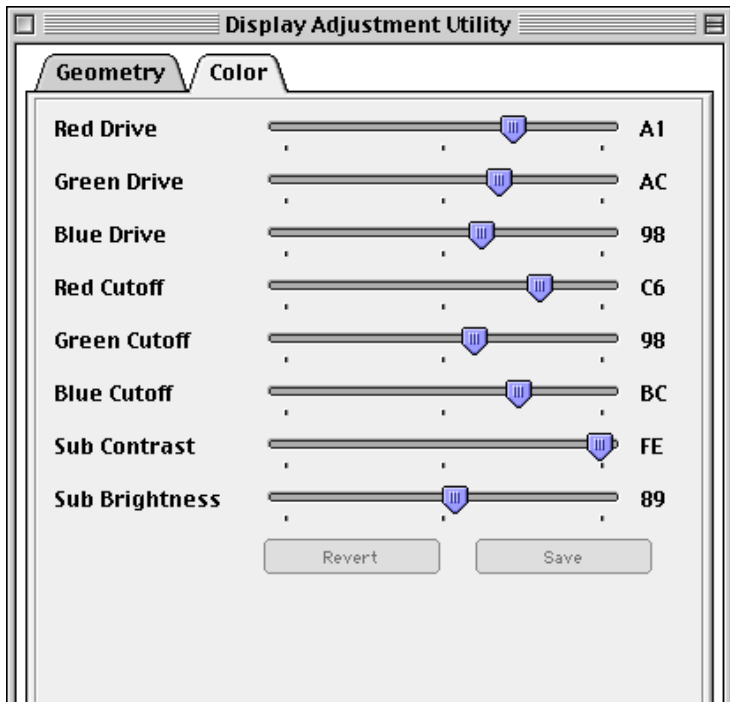 Display Adjustment Utility
Geometry Color
Red Drive A1
Green Drive AC
Blue Drive 98
Red Cutoff C6
Green Cutoff 98
Blue Cutoff BC
Sub Contrast FE
Sub Brightness 89
Revert Save